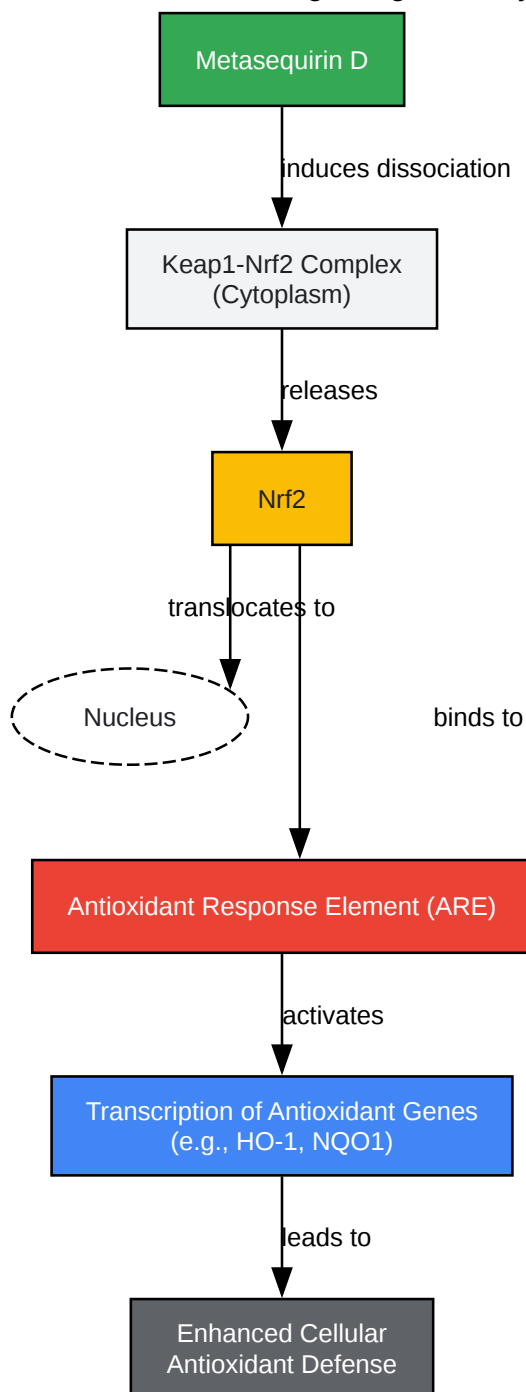 Metasequirin D
induces dissociation
Keap1-Nrf2 Complex
(Cytoplasm)
releases
Nrf2
translocates to
Nucleus
binds to
Antioxidant Response Element (ARE)
activates
Transcription of Antioxidant Genes
(e.g., HO-1, NQO1)
leads to
Enhanced Cellular
Antioxidant Defense